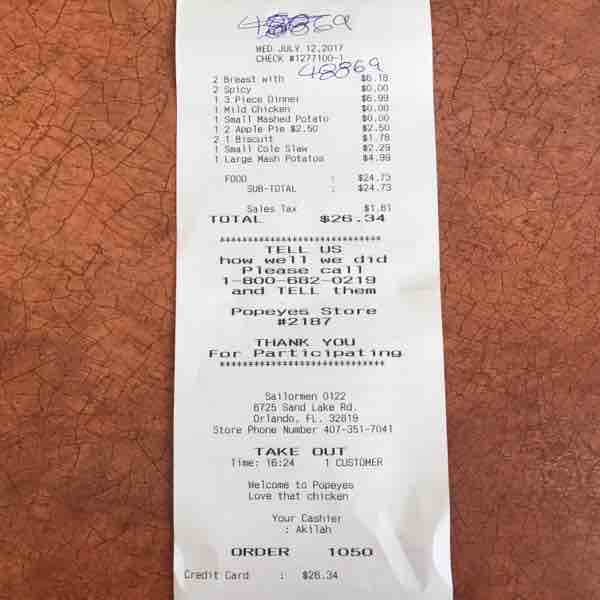 48869
WED JULY 12,2017
CHECK #1277100-1
48869
2 Breast with $6.18
2 Spicy $0.00
1 3 Piece Dinner $6.99
1 Mild Chicken $0.00
1 Small Mashed Potato $0.00
1 2 Apple Pie $2.50 $2.50
2 1 Biscuit $1.78
1 Small Cole Slaw $2.29
1 Large Mash Potatoe $4.99
FOOD : $24.73
SUB-TOTAL : $24.73
Sales Tax $1.61
TOTAL $26.34
******************************
TELL US
how well we did
Please call
1-800-682-0219
and TELL them
Popeyes Store
#2187
THANK YOU
For Participating
******************************
Sailormen 0122
6725 Sand Lake Rd.
Orlando, FL. 32819
Store Phone Number 407-351-7041
TAKE OUT
Time: 16:24 1 CUSTOMER
Welcome to Popeyes
Love that chicken
Your Cashier
: Akilah
ORDER 1050
Credit Card : $26.34